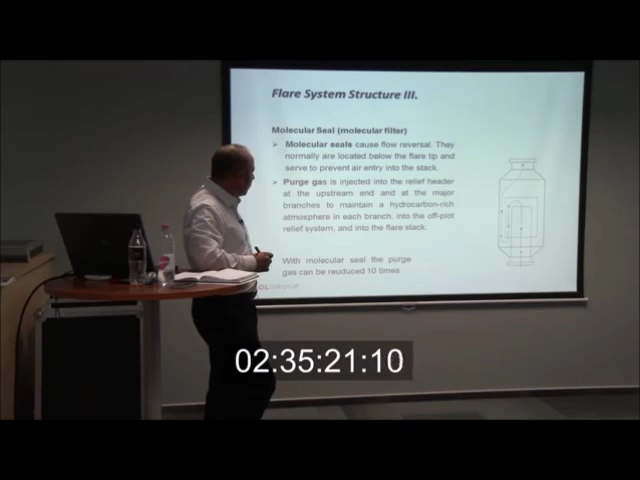 Flare System Structure III.
Molecular Seal (molecular filter)
➤ Molecular seals cause flow reversal. They
normally are located below the flare tip and
serve to prevent air entry into the stack.
➤ Purge gas is injected into the relief header
at the upstream end and at the major
branches to maintain a hydrocarbon-rich
atmosphere in each branch, into the off-plot
relief system, and into the flare stack.
With molecular seal the purge
gas can be reuduced 10 times
OLGROUP
02:35:21:10